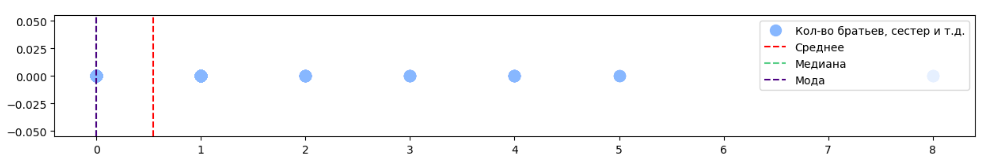 0.050
0.025
0.000
−0.025
−0.050
0 1 2 3 4 5 6 7 8
Кол-во братьев, сестер и т.д.
Среднее
Медиана
Мода